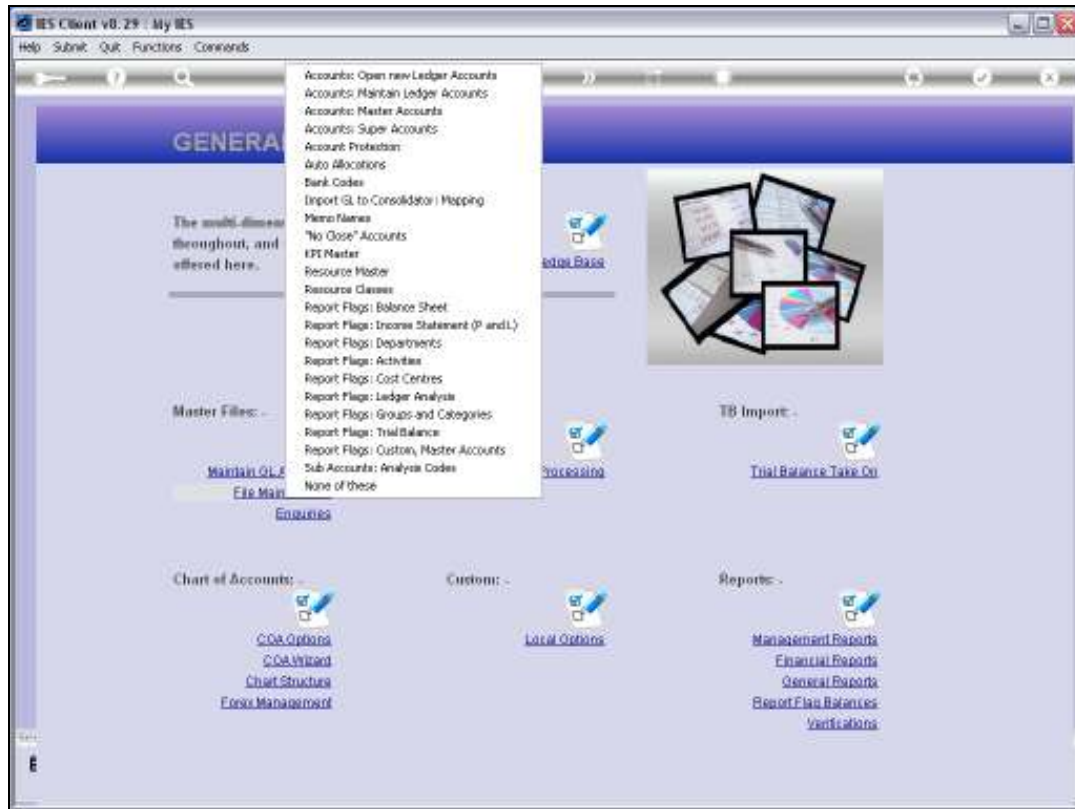 IES Client v8.29 : My IES
Help Submit Quit Functions Commands
GENERA
The multi-dimen
throughout, and
offered here.
Accounts: Open new Ledger Accounts
Accounts: Maintain Ledger Accounts
Accounts: Master Accounts
Accounts: Super Accounts
Account Protection
Auto Allocations
Bank Codes
Import GL to Consolidator : Mapping
Memo Names
"No Close" Accounts
KPI Master
Resource Master
Resource Classes
Report Flags: Balance Sheet
Report Flags: Income Statement (P and L)
Report Flags: Departments
Report Flags: Activities
Report Flags: Cost Centres
Report Flags: Ledger Analysis
Report Flags: Groups and Categories
Report Flags: Trial Balance
Report Flags: Custom, Master Accounts
Sub Accounts: Analysis Codes
None of these
edge Base
Master Files: -
Maintain GL A
File Main
Enquiries
rocessing
TB Import: -
Trial Balance Take On
Chart of Accounts: -
COA Options
COA Wizard
Chart Structure
Forex Management
Custom: -
Local Options
Reports: -
Management Reports
Financial Reports
General Reports
Report Flag Balances
Verifications